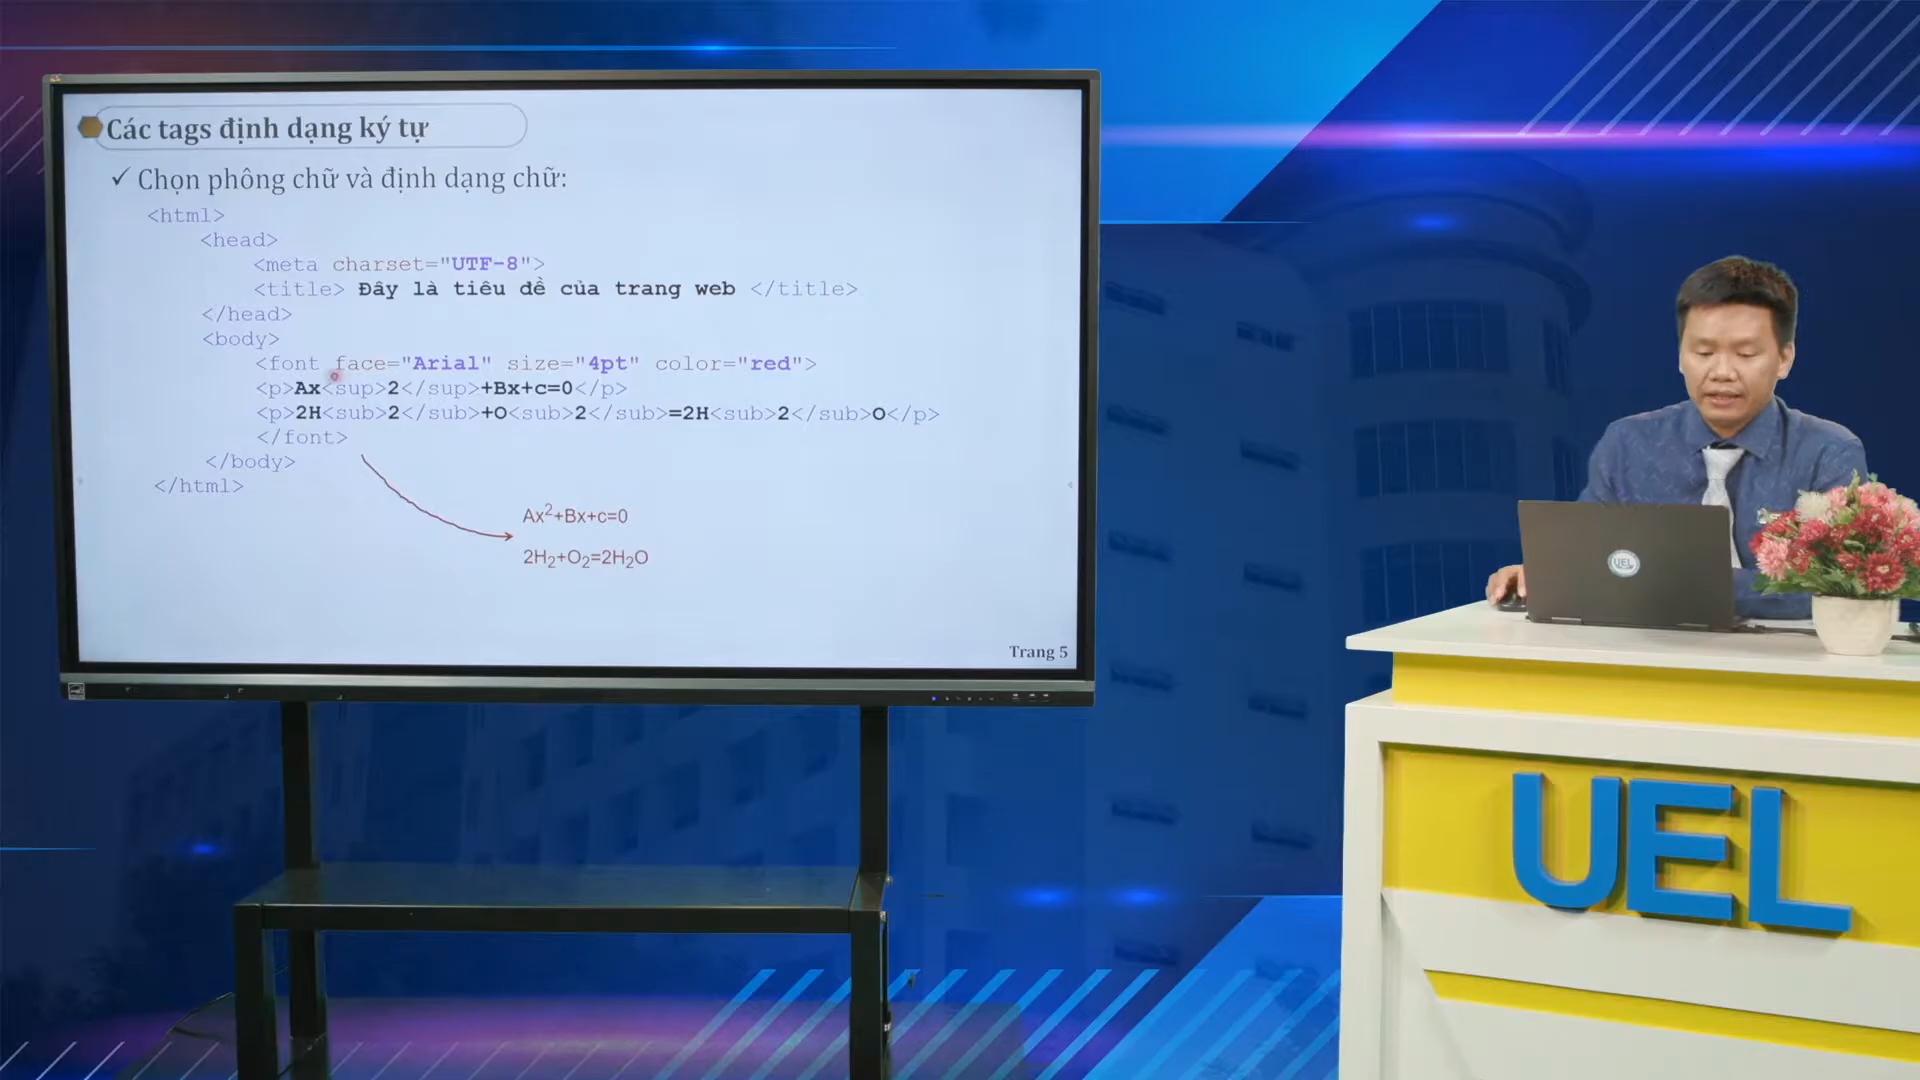 Các tags định dạng ký tự
✓ Chọn phông chữ và định dạng chữ:
<html>
<head>
<meta charset="UTF-8">
<title> Đây là tiêu đề của trang web </title>
</head>
<body>
<font face="Arial" size="4pt" color="red">
<p>Ax<sup>2</sup>+Bx+c=0</p>
<p>2H<sub>2</sub>+O<sub>2</sub>=2H<sub>2</sub>O</p>
</font>
</body>
</html>
Ax²+Bx+c=0
2H₂+O₂=2H₂O
Trang 5
UEL
UEL